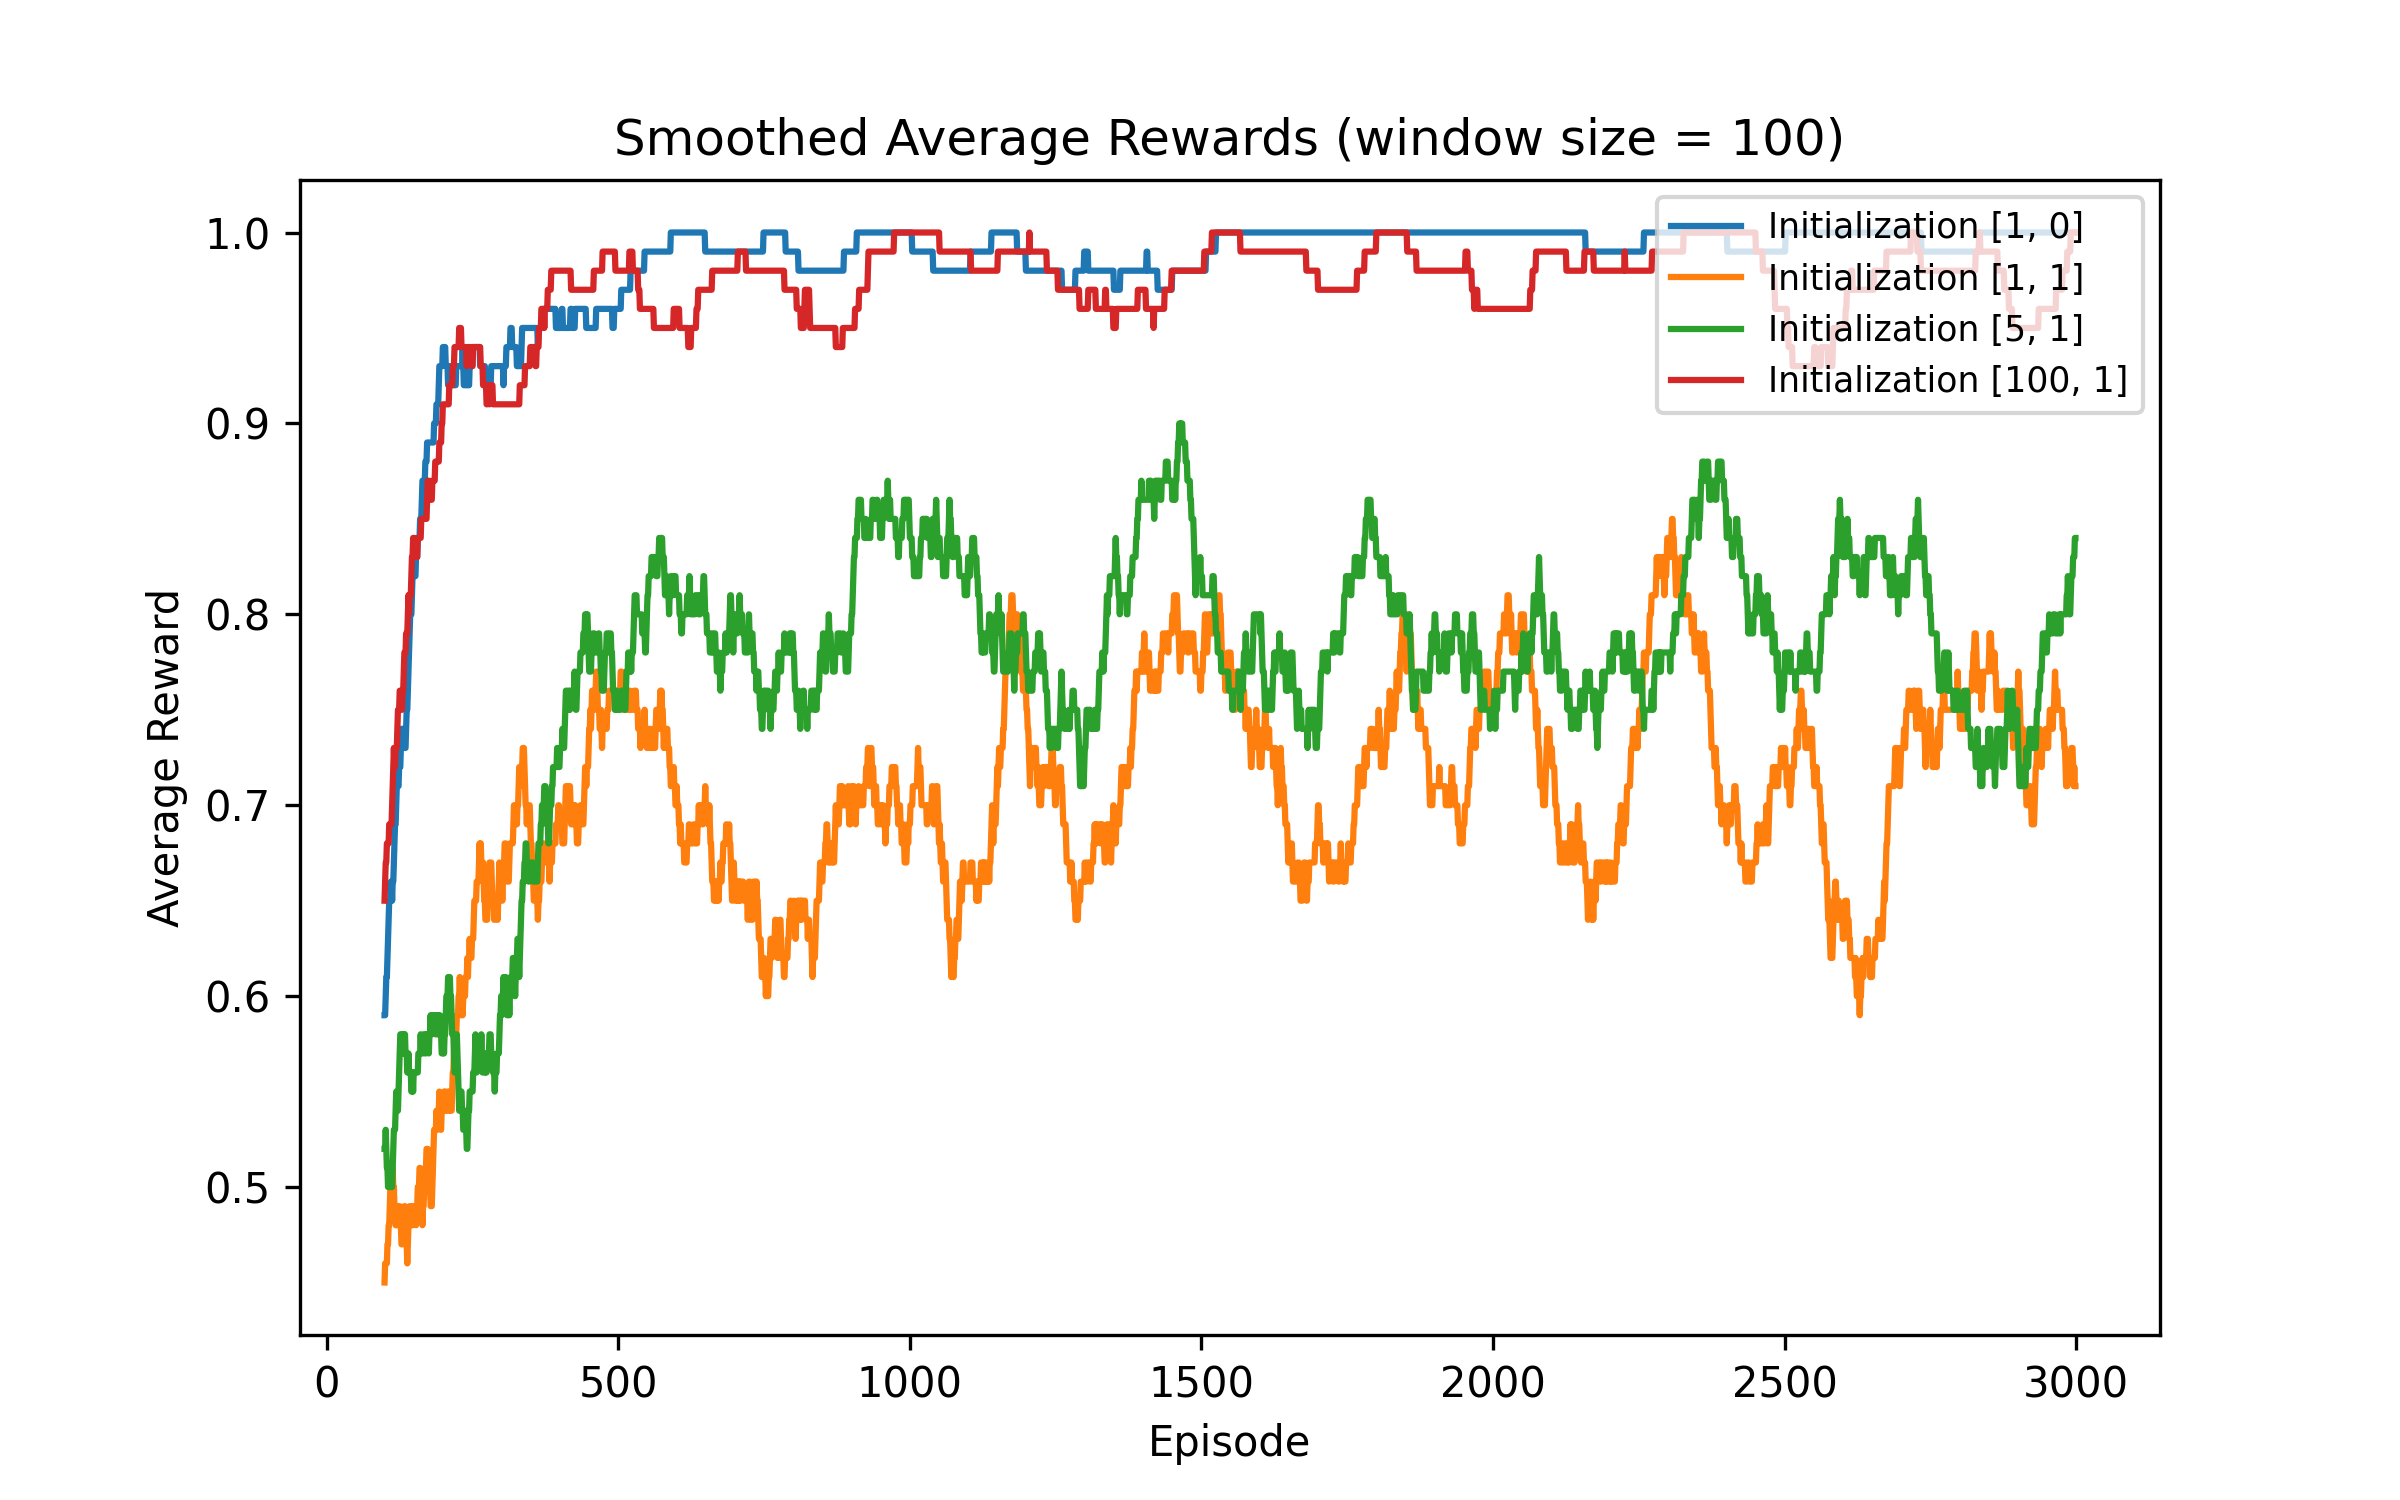 Smoothed Average Rewards (window size = 100)
Initialization [1, 0]
Initialization [1, 1]
Initialization [5, 1]
Initialization [100, 1]
1.0
0.9
0.8
0.7
0.6
0.5
Average Reward
0 500 1000 1500 2000 2500 3000
Episode